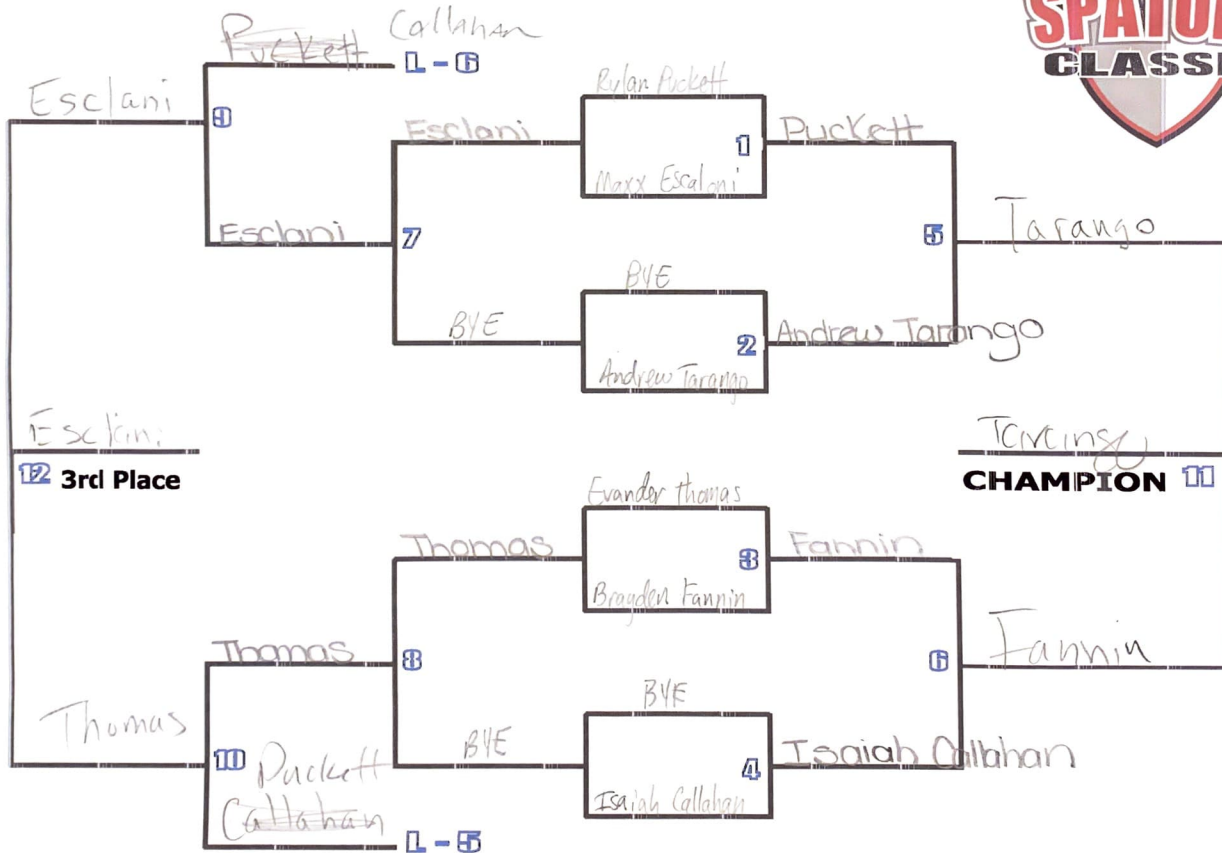 SPATUL
CLASSI
Puckett Callahan
L - 6
Esclani
9
Rylan Puckett
Esclani
1
Puckett
Maxx Escaloni
Esclani
7
5
Tarango
BYE
BYE
2
Andrew Tarango
Andrew Tarango
Esclani
12 3rd Place
Tarango
CHAMPION 11
Evander thomas
Thomas
3
Fannin
Brayden Fannin
Thomas
8
6
Fannin
BYE
Thomas
10
BYE
4
Isaiah Callahan
Puckett
Isaiah Callahan
Callahan
L - 5